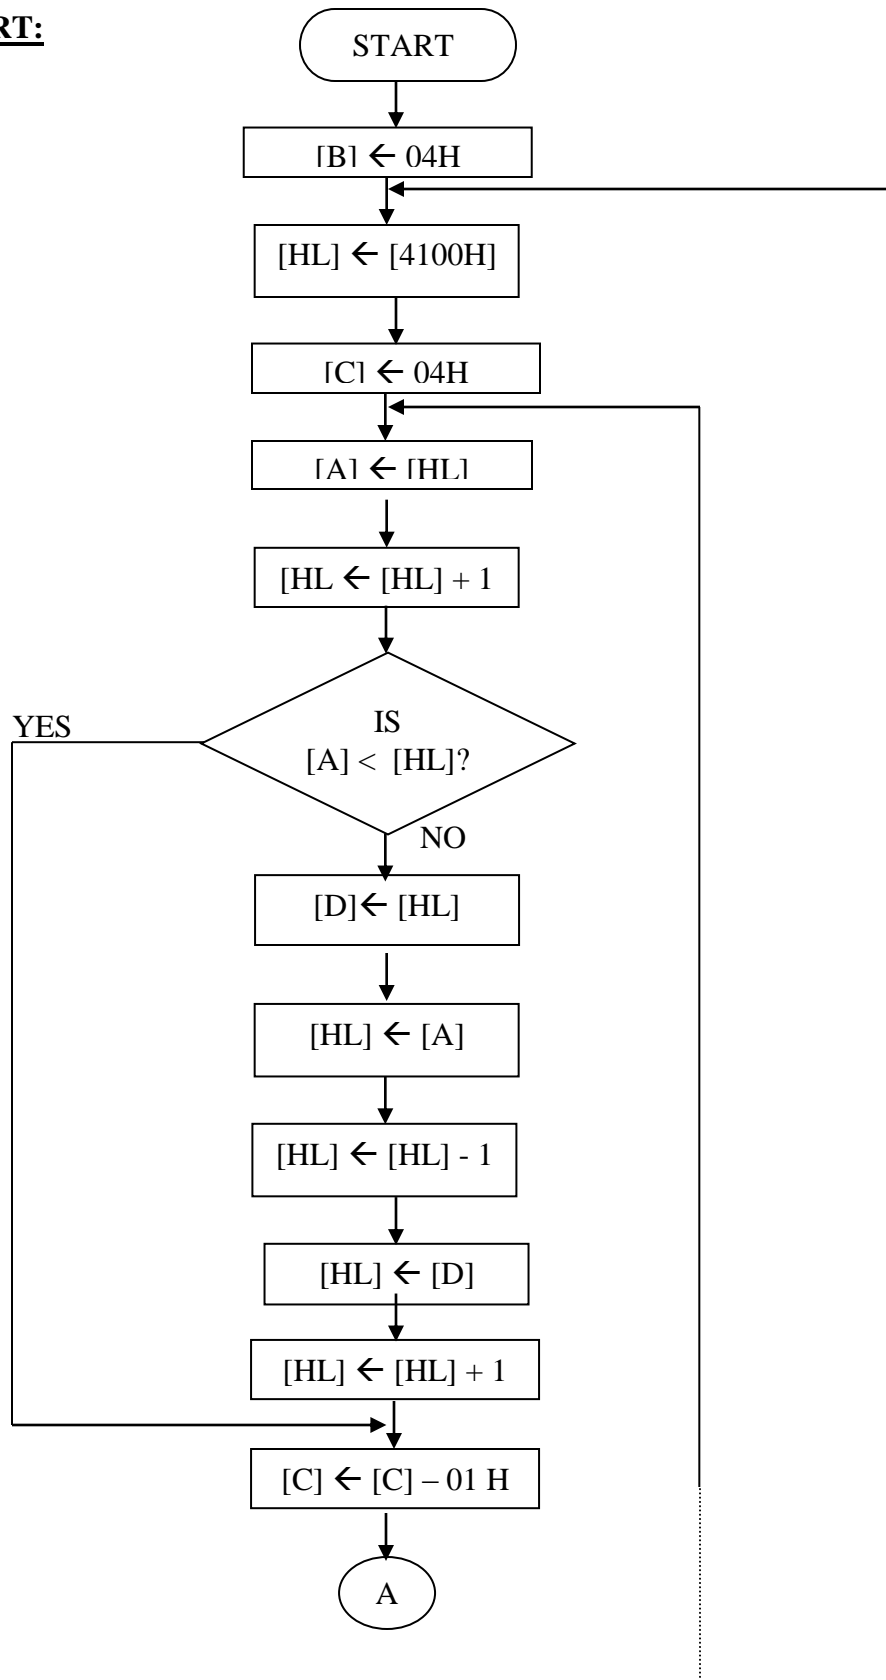 RT:
START
[B] ← 04H
[HL] ← [4100H]
[C] ← 04H
[A] ← [HL]
[HL ← [HL] + 1
IS
[A] < [HL]?
YES
NO
[D] ← [HL]
[HL] ← [A]
[HL] ← [HL] - 1
[HL] ← [D]
[HL] ← [HL] + 1
[C] ← [C] – 01 H
A